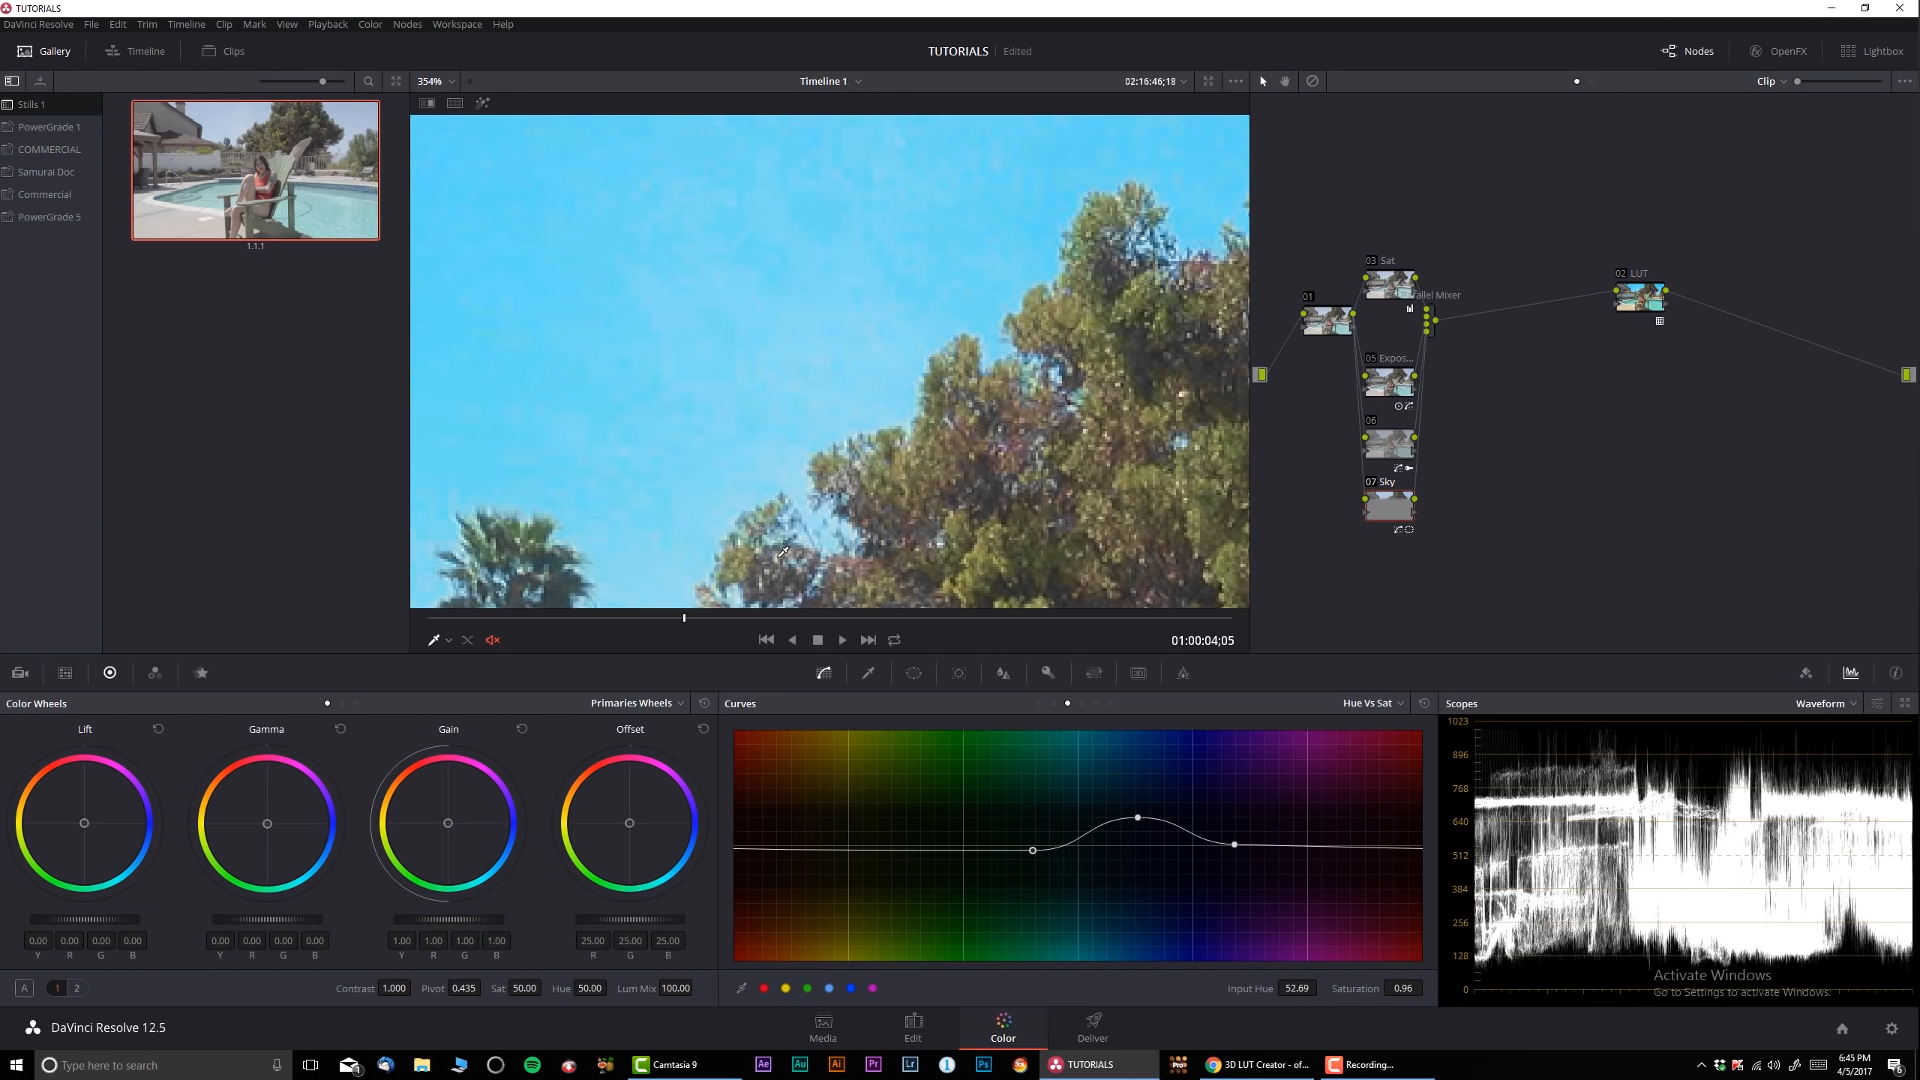 TUTORIALS
DaVinci Resolve File Edit Trim Timeline Clip Mark View Playback Color Nodes Workspace Help
Gallery Timeline Clips TUTORIALS Edited Nodes OpenFX Lightbox
354% Timeline 1 02:16:46;18 Clip
Stills 1
PowerGrade 1
COMMERCIAL
Samurai Doc
Commercial
PowerGrade 5
1.1.1
03 Sat
01
allel Mixer
02 LUT
05 Expos...
06
07 Sky
01:00:04;05
Color Wheels Primaries Wheels Curves Hue Vs Sat Scopes Waveform
Lift Gamma Gain Offset
0.00 0.00 0.00 0.00 0.00 0.00 0.00 0.00 1.00 1.00 1.00 1.00 25.00 25.00 25.00
Y R G B Y R G B Y R G B R G B
1023
896
768
640
512
384
256
128
0
A 1 2 Contrast 1.000 Pivot 0.435 Sat 50.00 Hue 50.00 Lum Mix 100.00 Input Hue 52.69 Saturation 0.96
Activate Windows
Go to Settings to activate Windows.
DaVinci Resolve 12.5 Media Edit Color Deliver
Type here to search Camtasia 9 Ae Au Ai Pr Lr Ps TUTORIALS 3D LUT Creator - of... Recording... 6:45 PM
4/5/2017